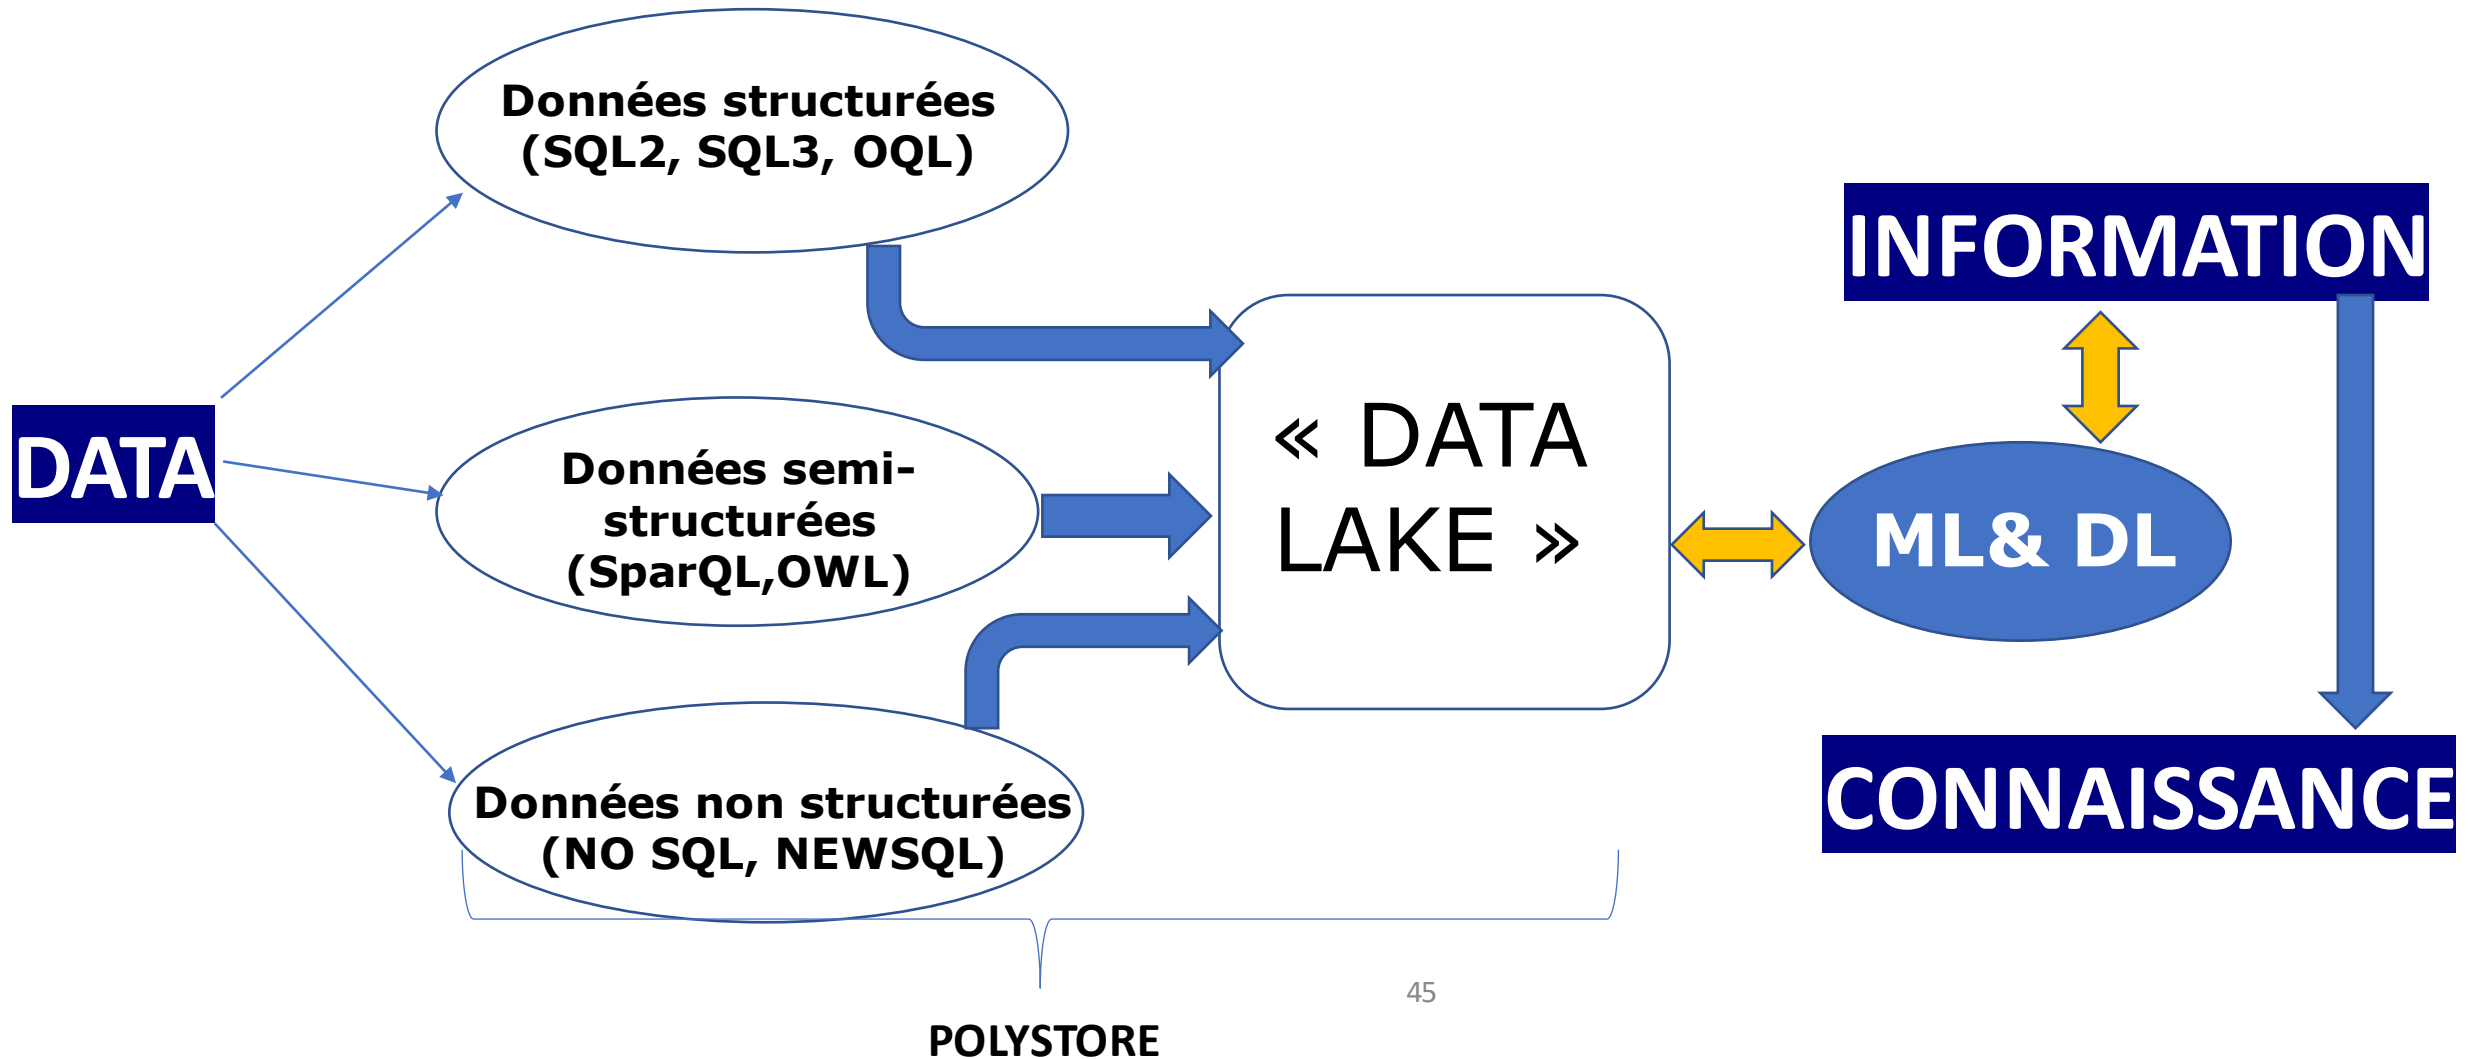 Données structurées
(SQL2, SQL3, OQL)
INFORMATION
« DATA
LAKE »
DATA
Données semi-
structurées
(SparQL,OWL)
ML& DL
Données non structurées
(NO SQL, NEWSQL)
CONNAISSANCE
45
POLYSTORE